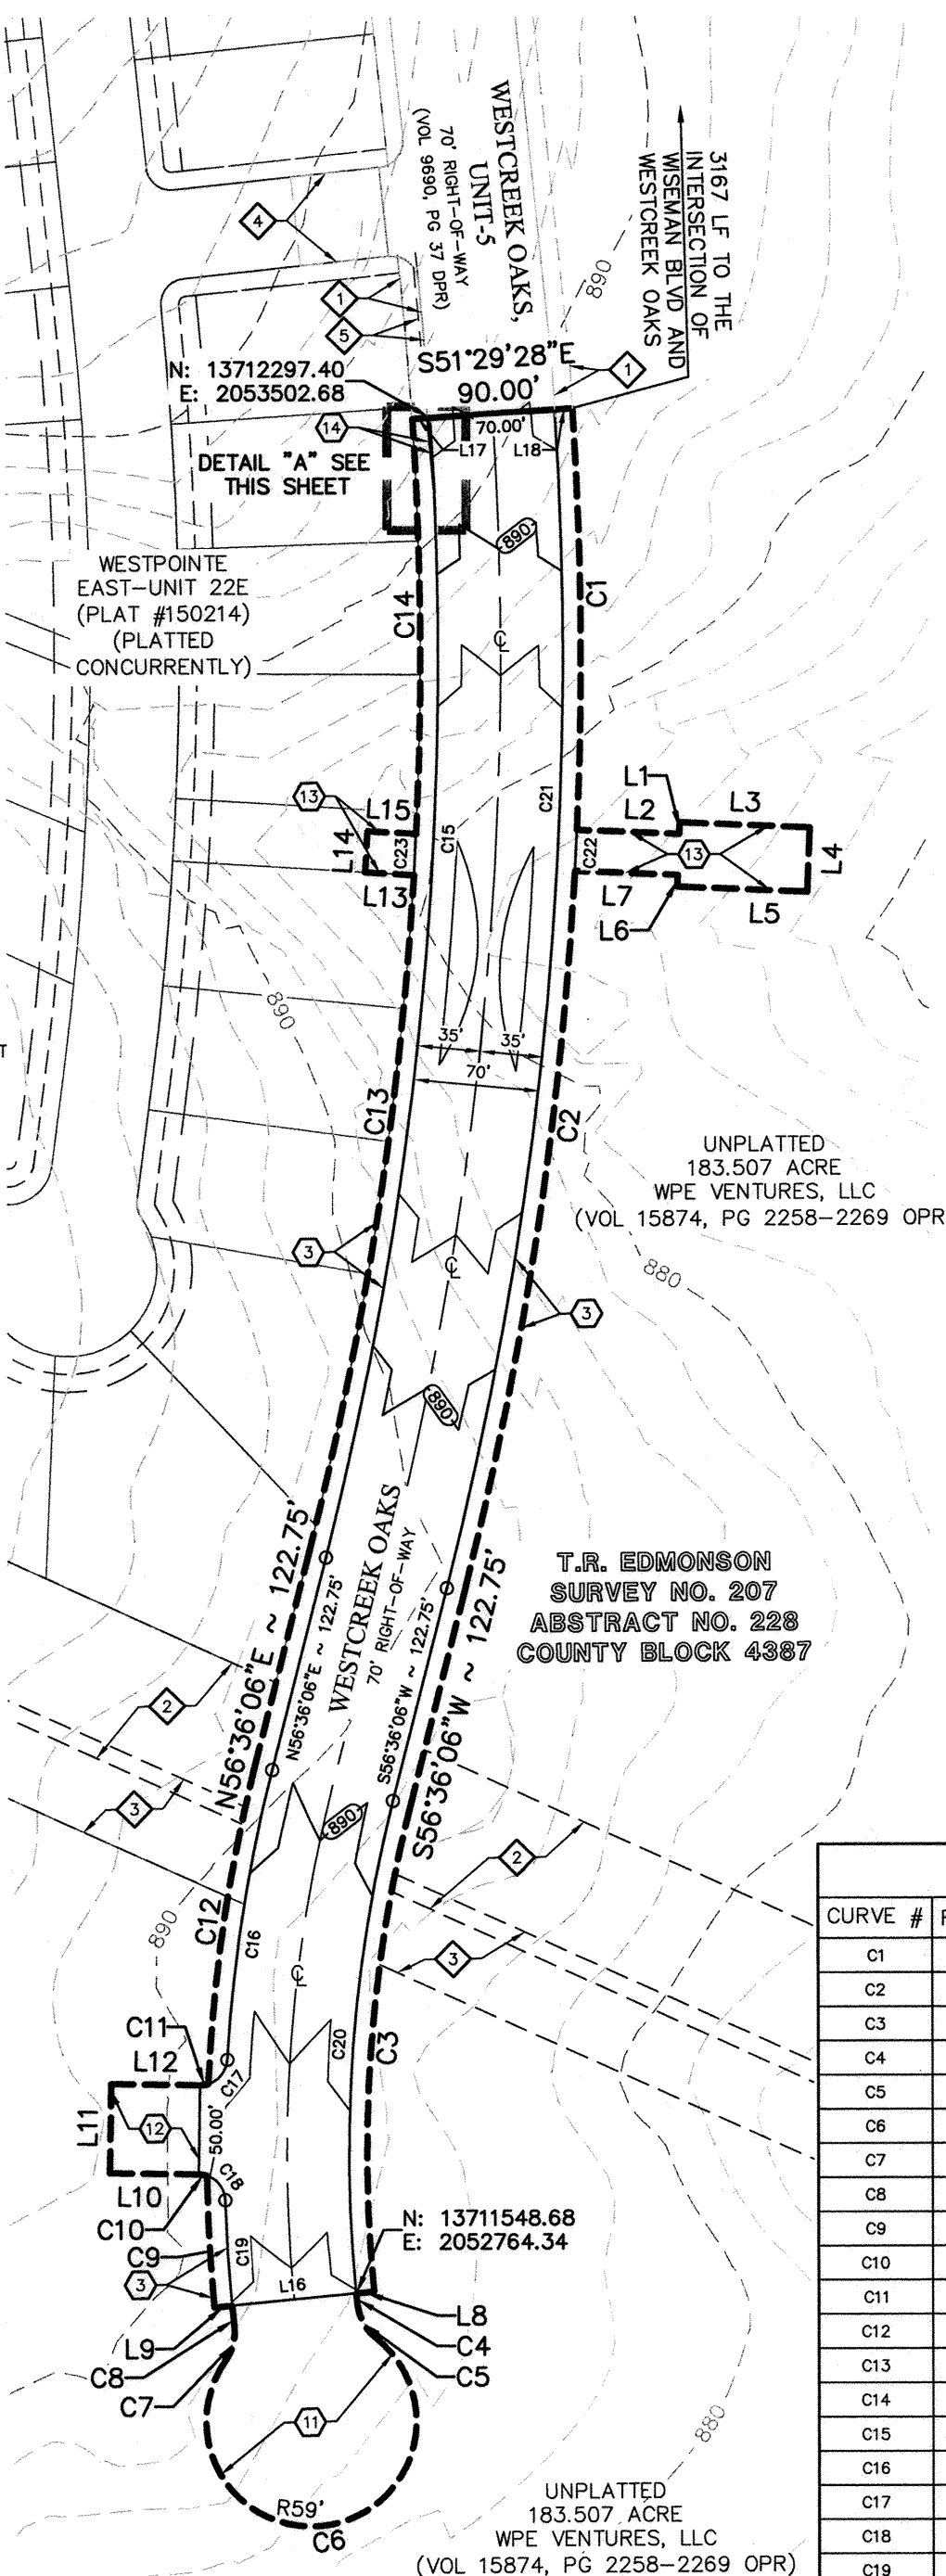 WESTCREEK OAKS,
UNIT-5
70' RIGHT-OF-WAY
(VOL 9690, PG 37 DPR)
3167 LF TO THE
INTERSECTION OF
WISEMAN BLVD AND
WESTCREEK OAKS
890
4
1
5
1
N: 13712297.40
E: 2053502.68
S51°29'28"E
90.00'
70.00'
14
L17
L18
DETAIL "A" SEE
THIS SHEET
890
WESTPOINTE
EAST-UNIT 22E
(PLAT #150214)
(PLATTED
CONCURRENTLY)
C14
C1
℄
13
L15
L14
C23
L13
C15
C21
C22
L1
L2
L3
13
L4
L7
L6
L5
890
35'
35'
70'
T
C13
C2
UNPLATTED
183.507 ACRE
WPE VENTURES, LLC
(VOL 15874, PG 2258-2269 OPR
3
℄
880
3
890
WESTCREEK OAKS
70' RIGHT-OF-WAY
N56°36'06"E ~ 122.75'
N56°36'06"E ~ 122.75'
S56°36'06"W ~ 122.75'
S56°36'06"W ~ 122.75'
T.R. EDMONSON
SURVEY NO. 207
ABSTRACT NO. 228
COUNTY BLOCK 4387
2
3
890
2
3
890
C12
C16
℄
C20
C3
C11
L12
C17
L11
12
50.00'
C18
L10
C10
C9
3
C19
L16
N: 13711548.68
E: 2052764.34
L9
C8
C7
L8
C4
C5
11
R59'
C6
880
UNPLATTED
183.507 ACRE
WPE VENTURES, LLC
(VOL 15874, PG 2258-2269 OPR)
CURVE #
C1
C2
C3
C4
C5
C6
C7
C8
C9
C10
C11
C12
C13
C14
C15
C16
C17
C18
C19